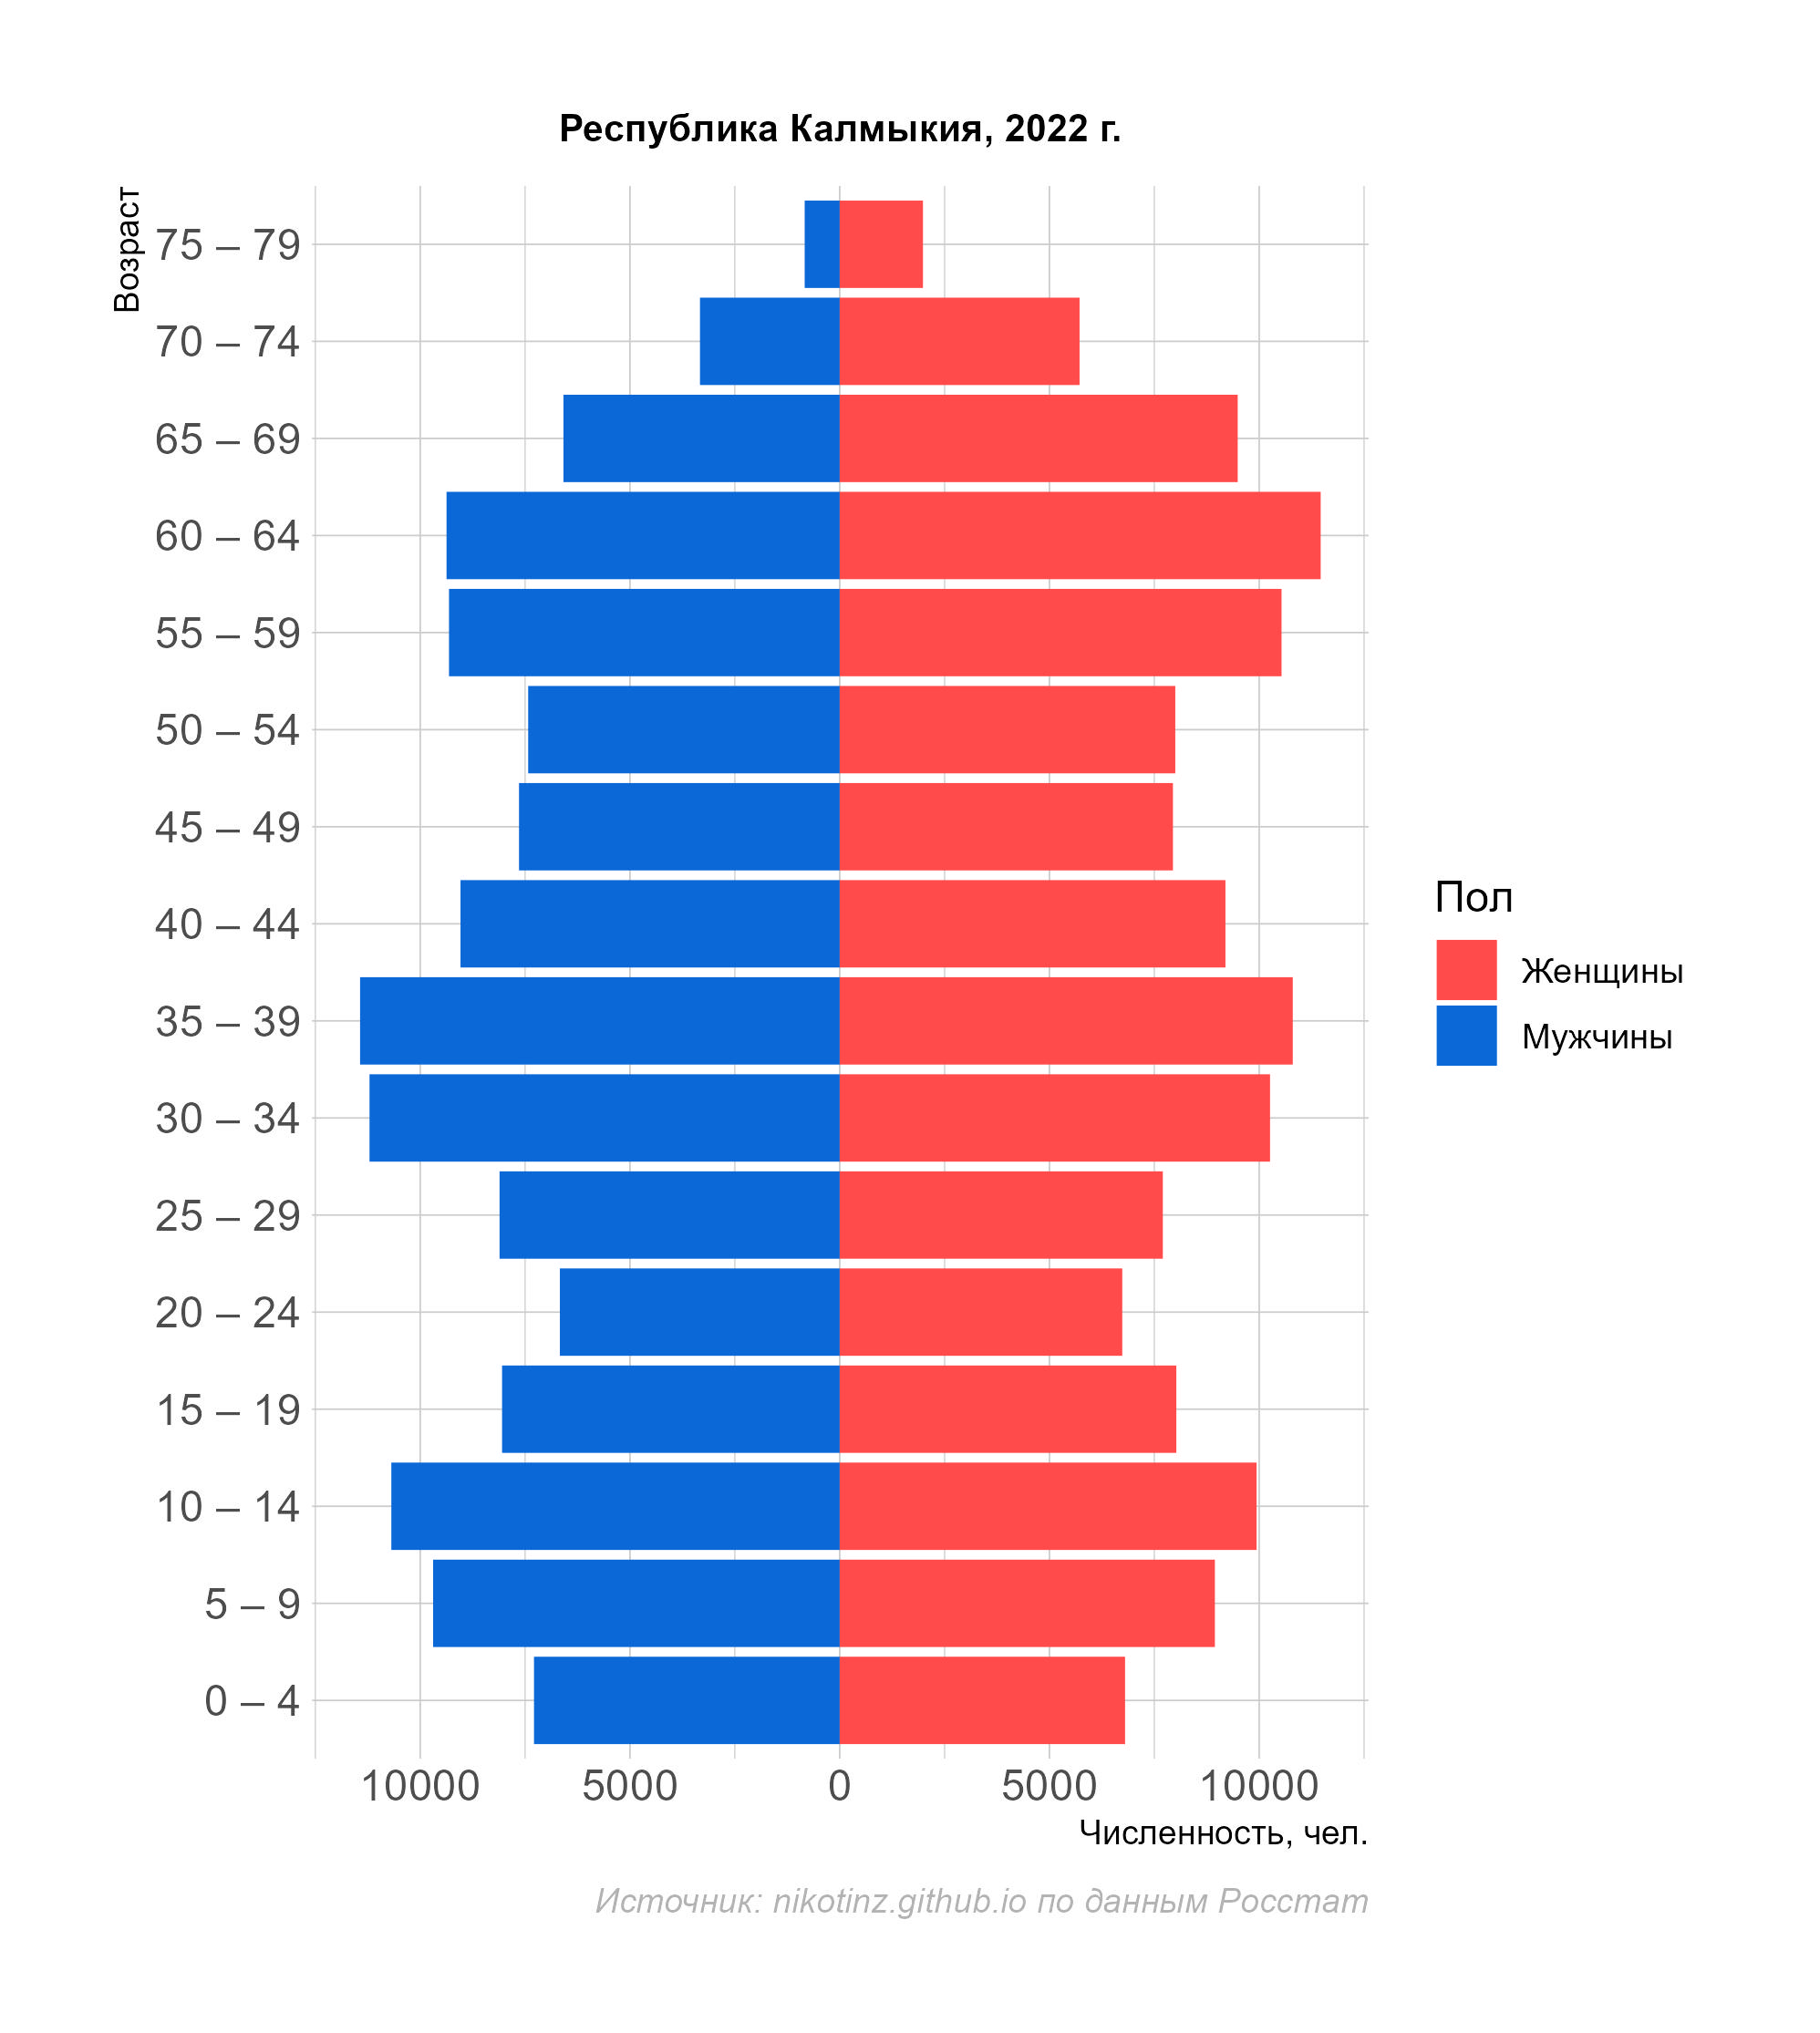 Республика Калмыкия, 2022 г.
Возраст
75 – 79
70 – 74
65 – 69
60 – 64
55 – 59
50 – 54
45 – 49
40 – 44
35 – 39
30 – 34
25 – 29
20 – 24
15 – 19
10 – 14
5 – 9
0 – 4
10000 5000 0 5000 10000
Численность, чел.
Пол
Женщины
Мужчины
Источник: nikotinz.github.io по данным Росстат